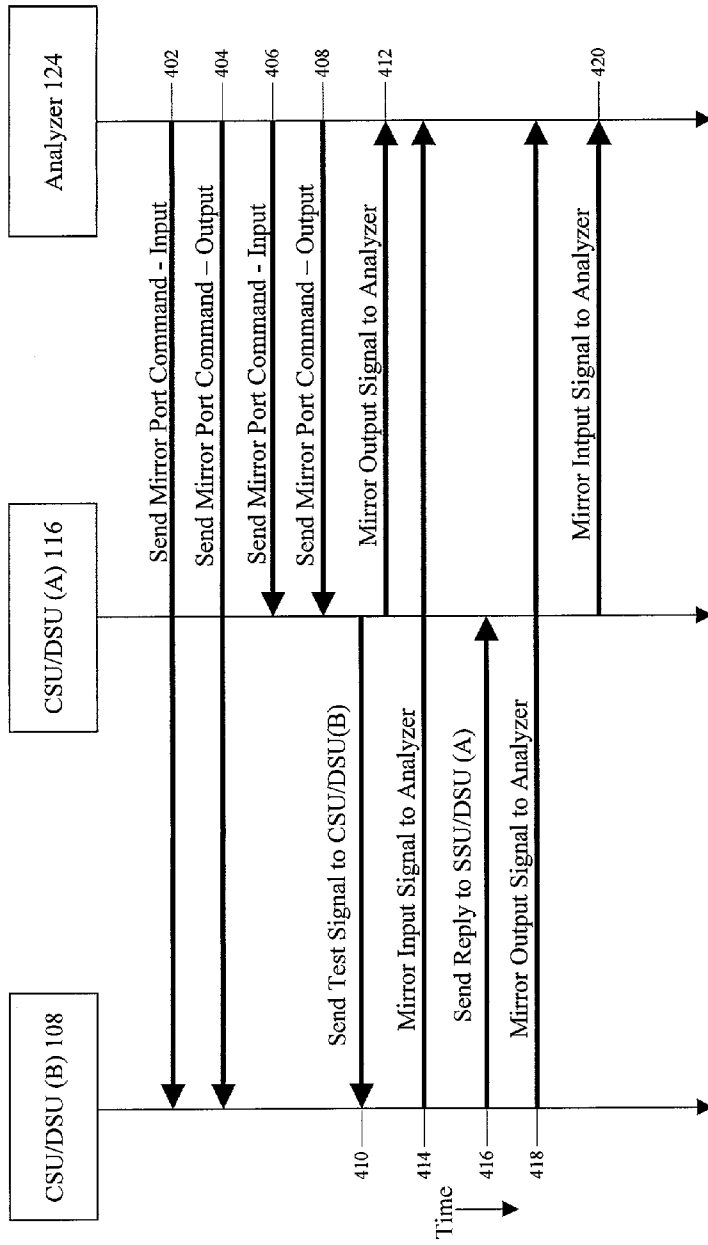 CSU/DSU (B) 108
CSU/DSU (A) 116
Analyzer 124
Send Mirror Port Command - Input
402
Send Mirror Port Command – Output
404
Send Mirror Port Command - Input
406
Send Mirror Port Command – Output
408
410
Send Test Signal to CSU/DSU(B)
Mirror Output Signal to Analyzer
412
414
Mirror Input Signal to Analyzer
416
Send Reply to SSU/DSU (A)
418
Mirror Output Signal to Analyzer
Mirror Intput Signal to Analyzer
420
Time